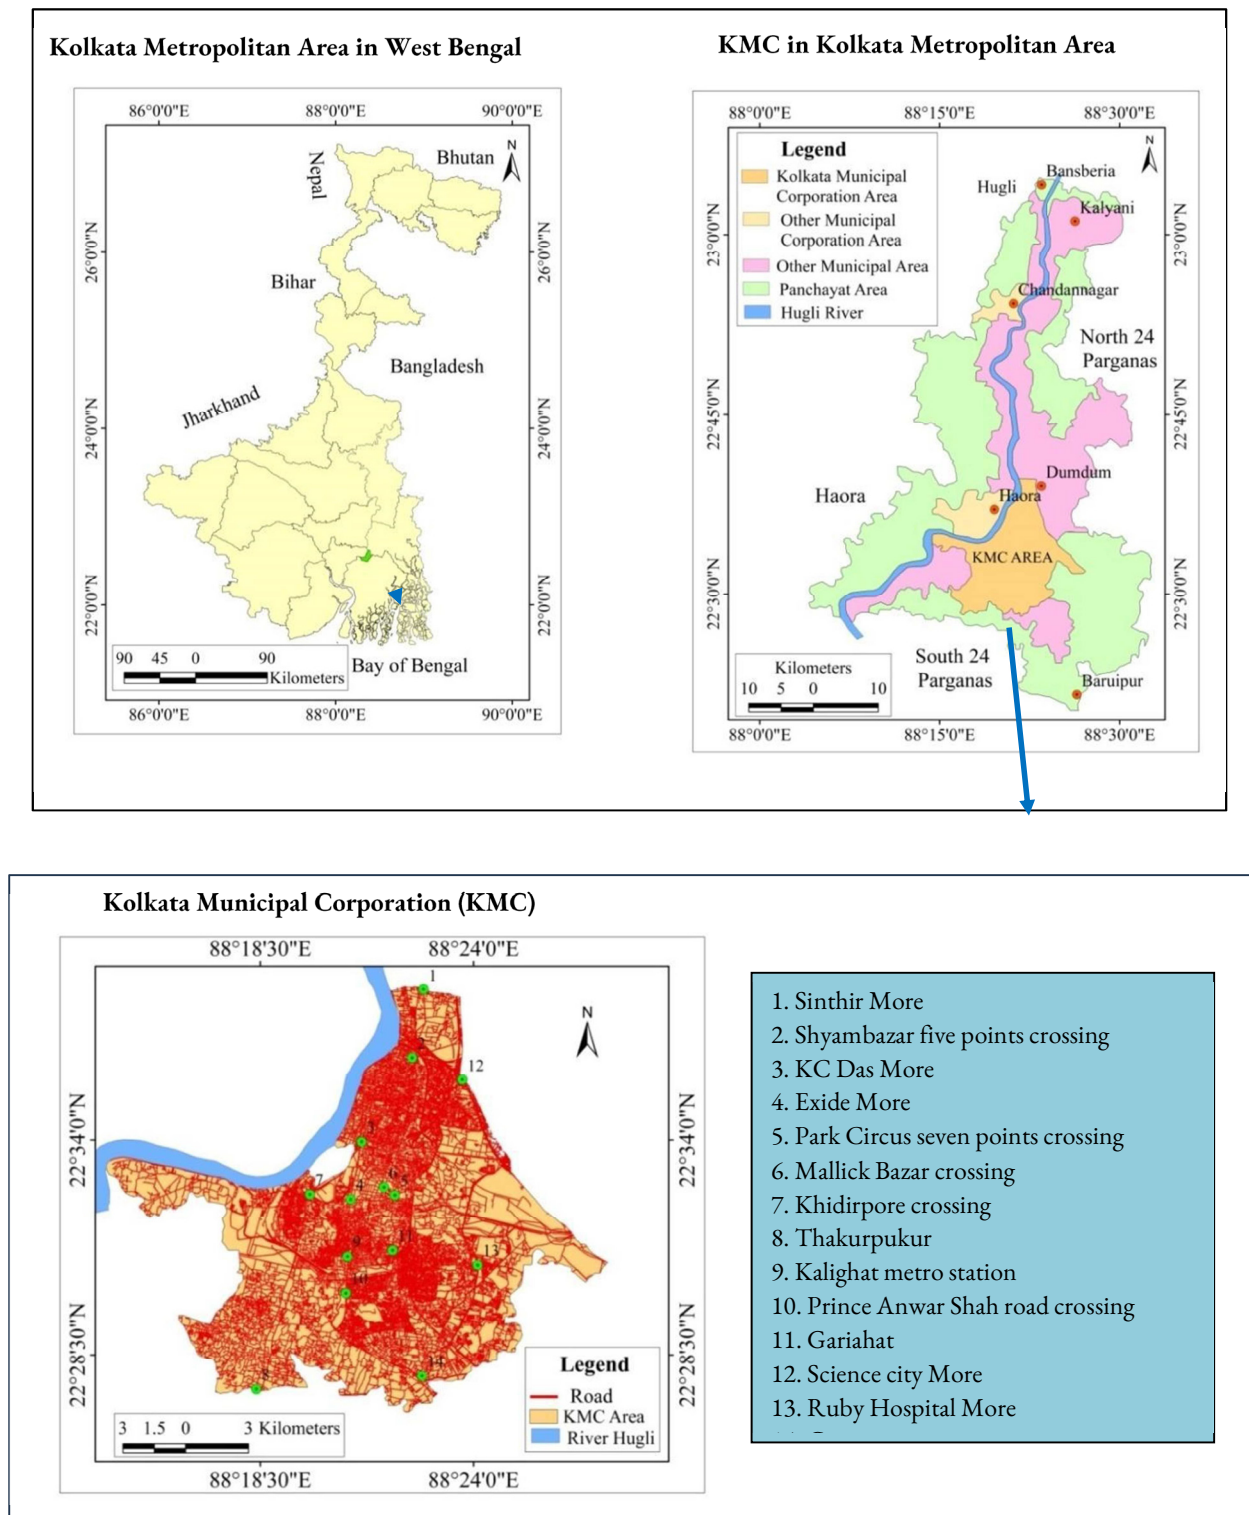 Kolkata Metropolitan Area in West Bengal
86°0'0"E
88°0'0"E
90°0'0"E
N
Nepal
Bhutan
26°0'0"N
26°0'0"N
Bihar
Bangladesh
Jharkhand
24°0'0"N
24°0'0"N
22°0'0"N
22°0'0"N
90 45 0 90
Kilometers
Bay of Bengal
86°0'0"E
88°0'0"E
90°0'0"E
KMC in Kolkata Metropolitan Area
88°0'0"E
88°15'0"E
88°30'0"E
N
Legend
Kolkata Municipal
Corporation Area
Other Municipal
Corporation Area
Other Municipal Area
Panchayat Area
Hugli River
Hugli
Bansberia
Kalyani
23°0'0"N
23°0'0"N
Chandannagar
North 24
Parganas
22°45'0"N
22°45'0"N
Dumdum
Haora
Haora
KMC AREA
22°30'0"N
22°30'0"N
South 24
Parganas
Baruipur
Kilometers
10 5 0 10
88°0'0"E
88°15'0"E
88°30'0"E
Kolkata Municipal Corporation (KMC)
88°18'30"E
88°24'0"E
N
1
2
12
3
22°34'0"N
22°34'0"N
7
4
6
5
9
11
13
10
14
8
22°28'30"N
22°28'30"N
Legend
Road
KMC Area
River Hugli
3 1.5 0 3 Kilometers
88°18'30"E
88°24'0"E
1. Sinthir More
2. Shyambazar five points crossing
3. KC Das More
4. Exide More
5. Park Circus seven points crossing
6. Mallick Bazar crossing
7. Khidirpore crossing
8. Thakurpukur
9. Kalighat metro station
10. Prince Anwar Shah road crossing
11. Gariahat
12. Science city More
13. Ruby Hospital More